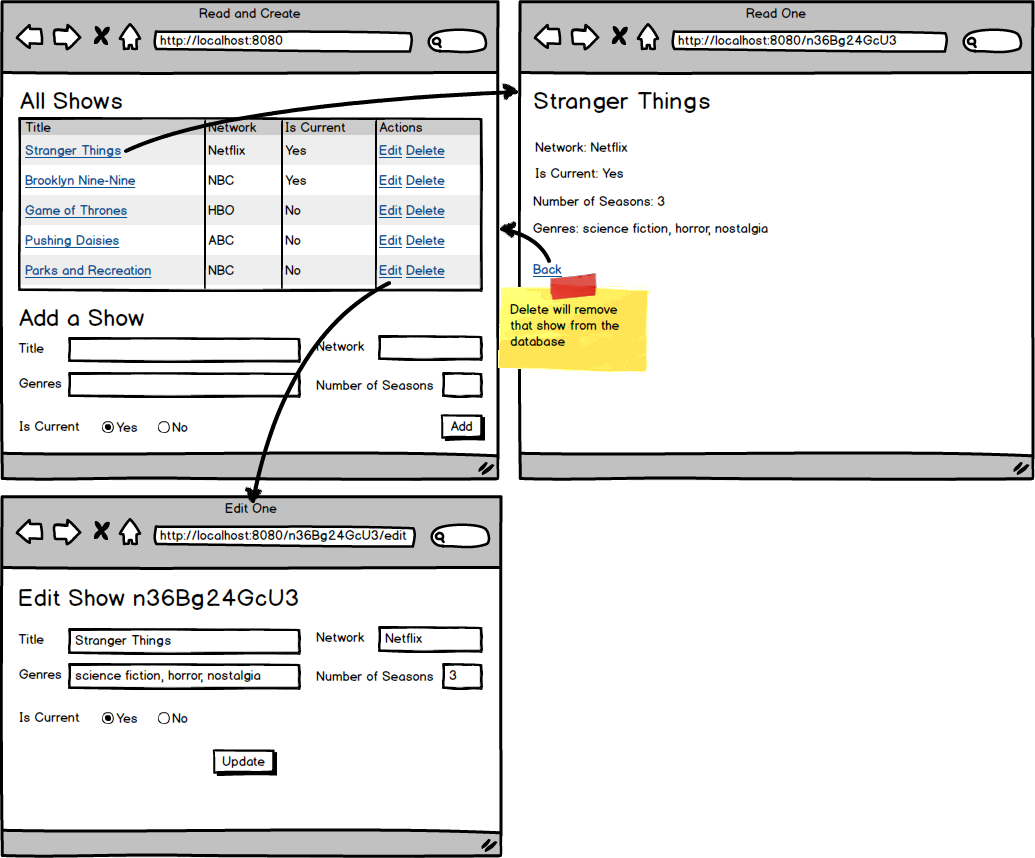 Read and Create
http://localhost:8080
All Shows
Title Network Is Current Actions
Stranger Things Netflix Yes Edit Delete
Brooklyn Nine-Nine NBC Yes Edit Delete
Game of Thrones HBO No Edit Delete
Pushing Daisies ABC No Edit Delete
Parks and Recreation NBC No Edit Delete
Add a Show
Title Network
Genres Number of Seasons
Is Current Yes No Add
Read One
http://localhost:8080/n36Bg24GcU3
Stranger Things
Network: Netflix
Is Current: Yes
Number of Seasons: 3
Genres: science fiction, horror, nostalgia
Back
Delete will remove
that show from the
database
Edit One
http://localhost:8080/n36Bg24GcU3/edit
Edit Show n36Bg24GcU3
Title Stranger Things Network Netflix
Genres science fiction, horror, nostalgia Number of Seasons 3
Is Current Yes No
Update